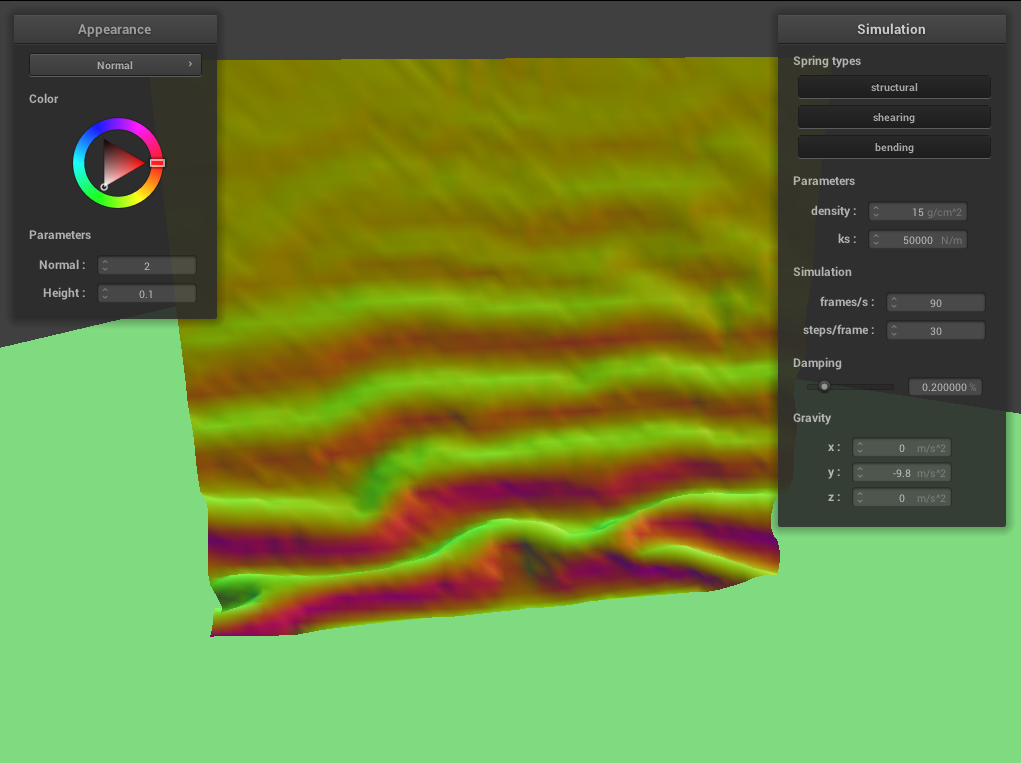 Appearance
Normal
Color
Parameters
Normal : 2
Height : 0.1
Simulation
Spring types
structural
shearing
bending
Parameters
density : 15 g/cm^2
ks : 50000 N/m
Simulation
frames/s : 90
steps/frame : 30
Damping
0.200000 %
Gravity
x : 0 m/s^2
y : -9.8 m/s^2
z : 0 m/s^2